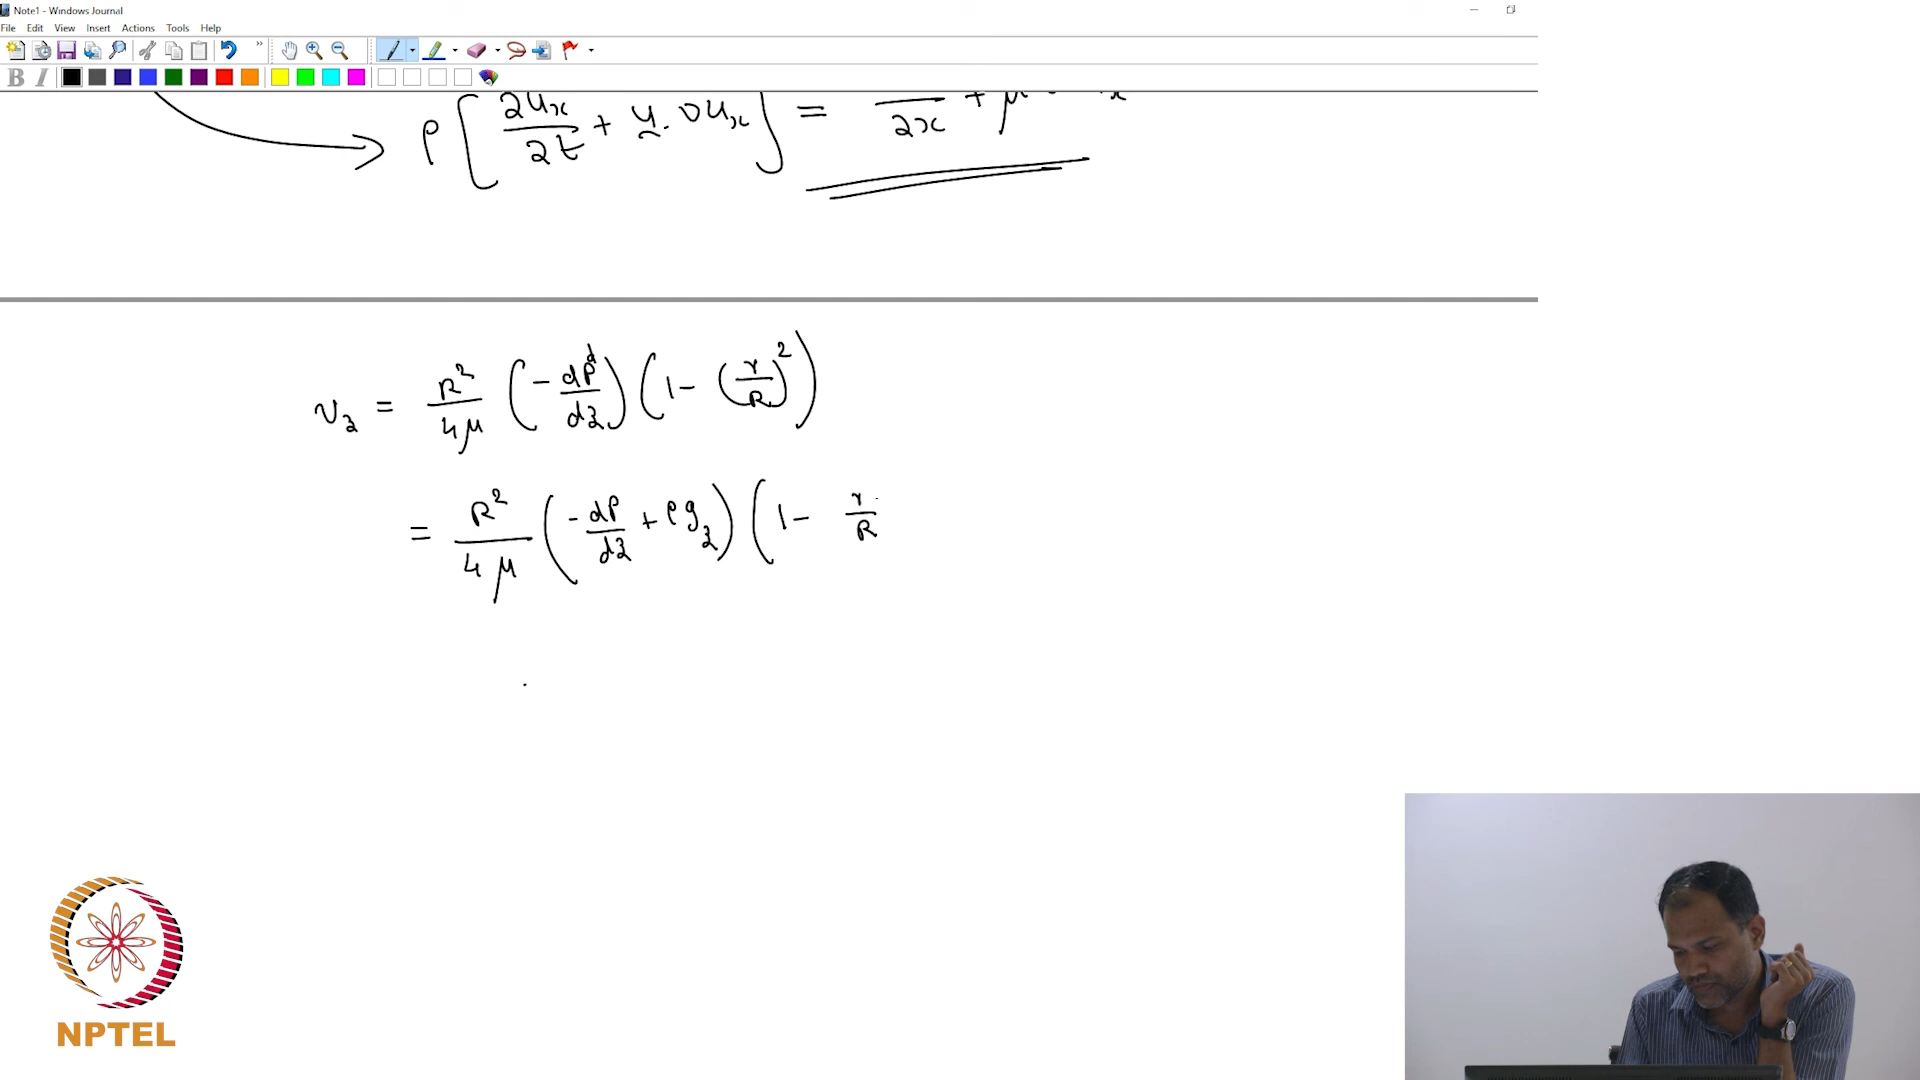 Note1 - Windows Journal
File Edit View Insert Actions Tools Help
B I
ρ [ ∂u_x/∂t + u . ∇u_x ] = /∂x + μ x
v_z = R²/4μ ( - dp^d/dz ) ( 1 - ( r/R )² )
= R²/4μ ( - dp/dz + ρ g_z ) ( 1 - r/R
NPTEL